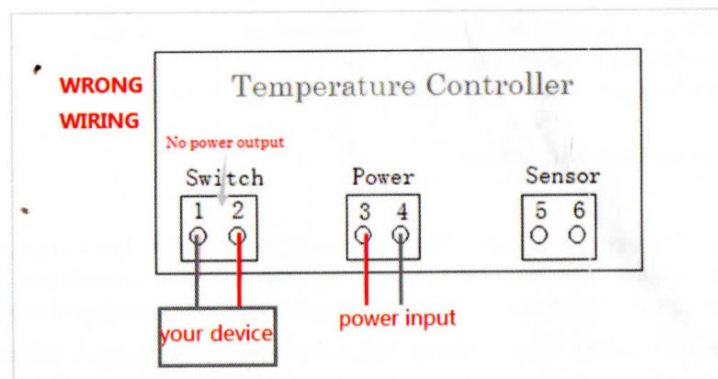 WRONG
WIRING
Temperature Controller
No power output
Switch
Power
Sensor
1 2
3 4
5 6
your device
power input